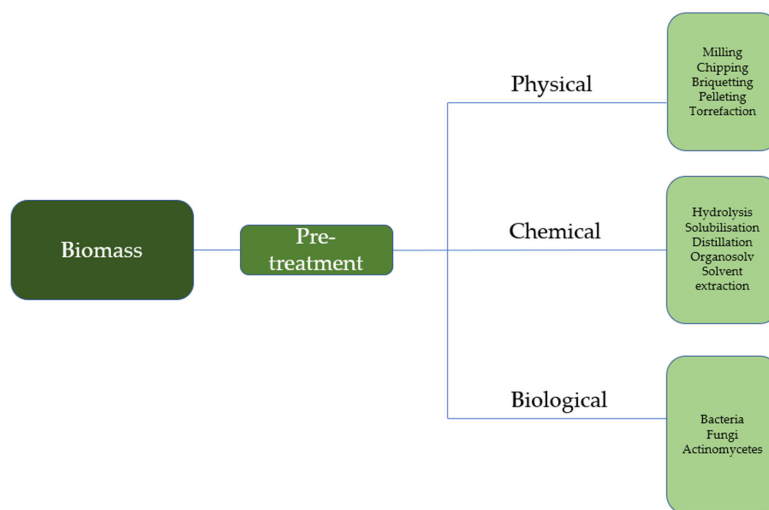 Biomass
Pre-
treatment
Physical
Milling
Chipping
Briquetting
Pelleting
Torrefaction
Chemical
Hydrolysis
Solubilisation
Distillation
Organosolv
Solvent
extraction
Biological
Bacteria
Fungi
Actinomycetes